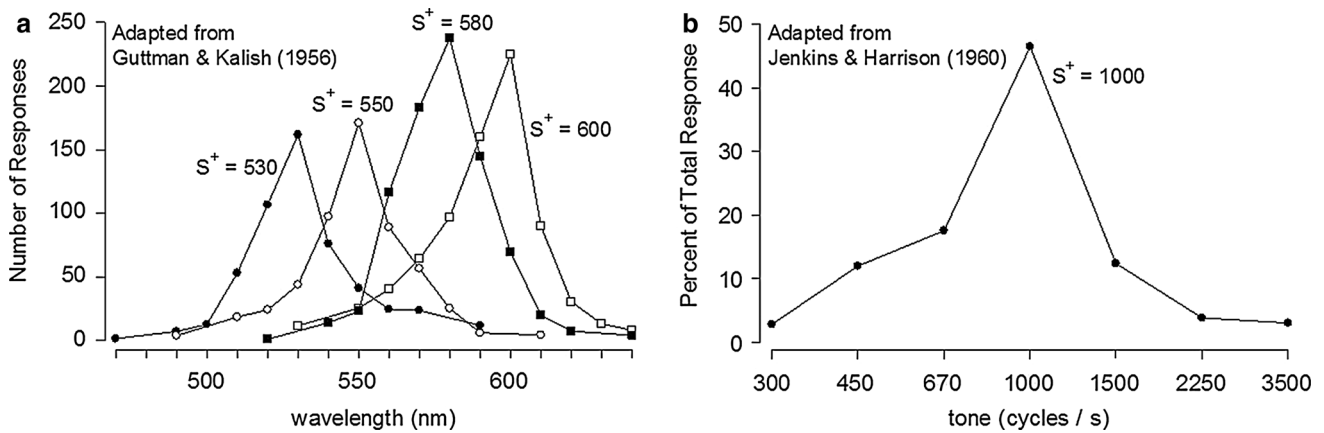 a
Adapted from
Guttman & Kalish (1956)
S+ = 580
S+ = 550
S+ = 530
S+ = 600
Number of Responses
250
200
150
100
50
0
500 550 600
wavelength (nm)
b
Adapted from
Jenkins & Harrison (1960)
S+ = 1000
Percent of Total Response
50
40
30
20
10
0
300 450 670 1000 1500 2250 3500
tone (cycles / s)